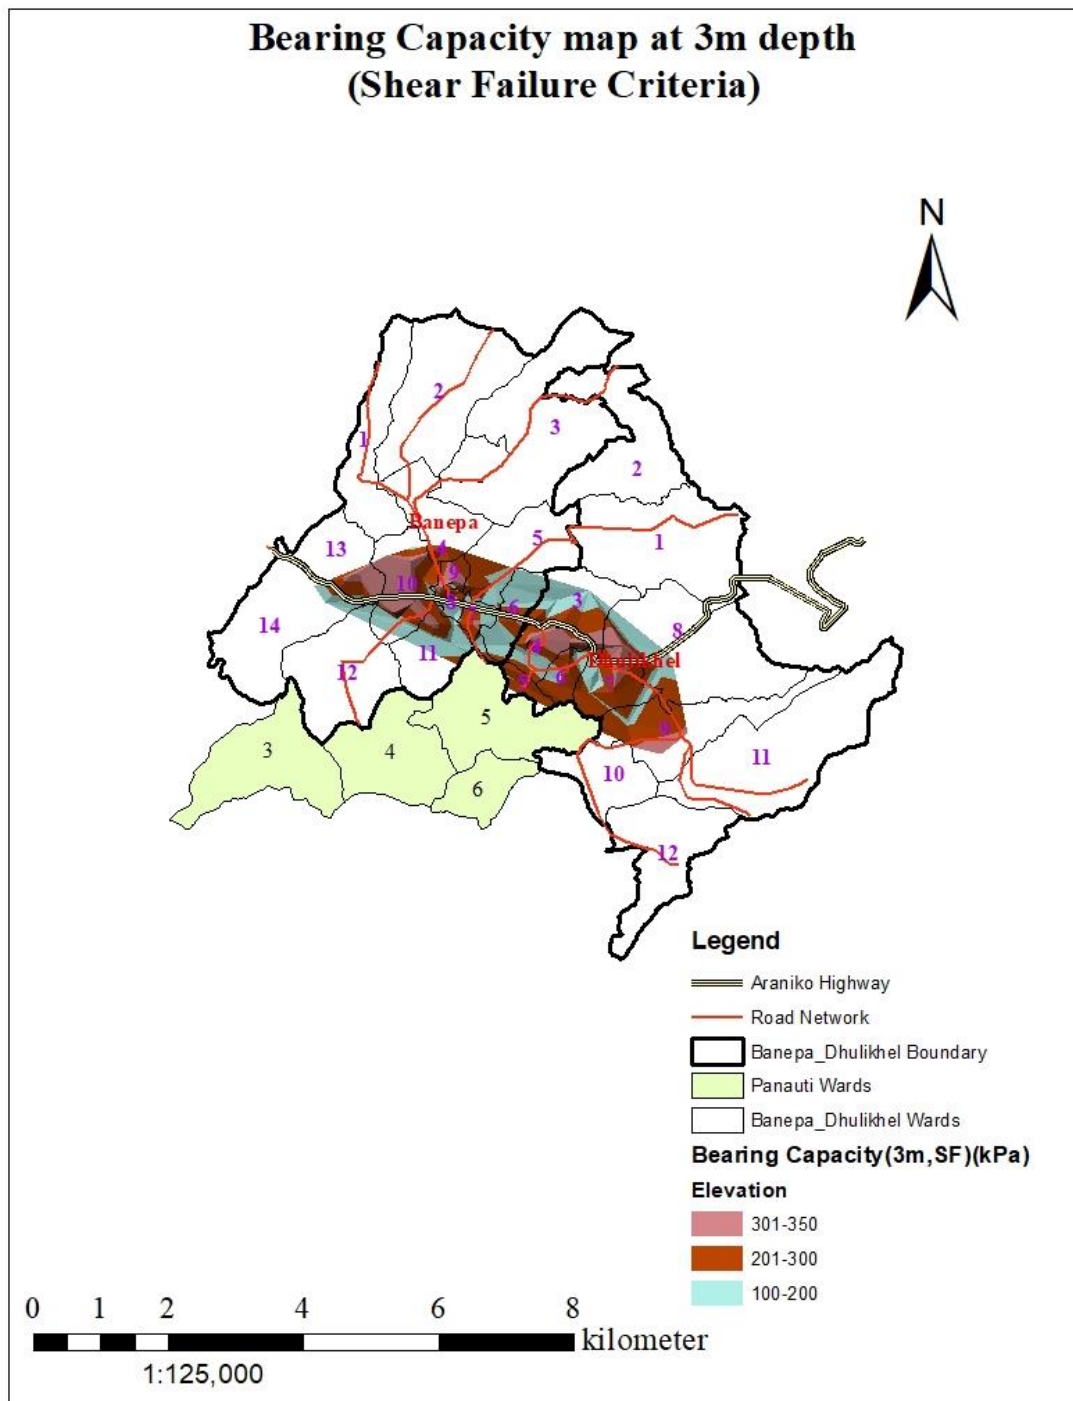 Bearing Capacity map at 3m depth
(Shear Failure Criteria)
N
2
3
1
2
Banepa
5
1
4
13
9
10
3
6
8
14
11
12
Dhulikhel
4
6
7
5
5
9
3
4
11
10
6
12
Legend
Araniko Highway
Road Network
Banepa_Dhulikhel Boundary
Panauti Wards
Banepa_Dhulikhel Wards
Bearing Capacity(3m,SF)(kPa)
Elevation
301-350
201-300
100-200
0 1 2 4 6 8
kilometer
1:125,000